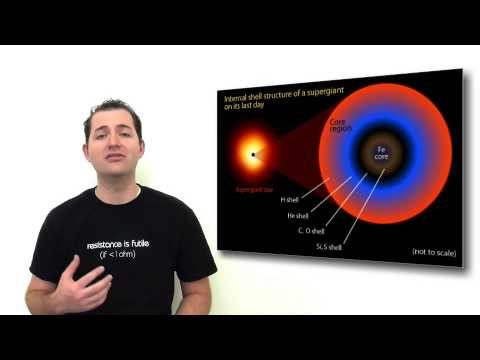 resistance is futile
(if <1 ohm)
Internal shell structure of a supergiant
on its last day
Core
region
Fe
core
Supergiant star
H shell
He shell
C, O shell
Si, S shell
(not to scale)